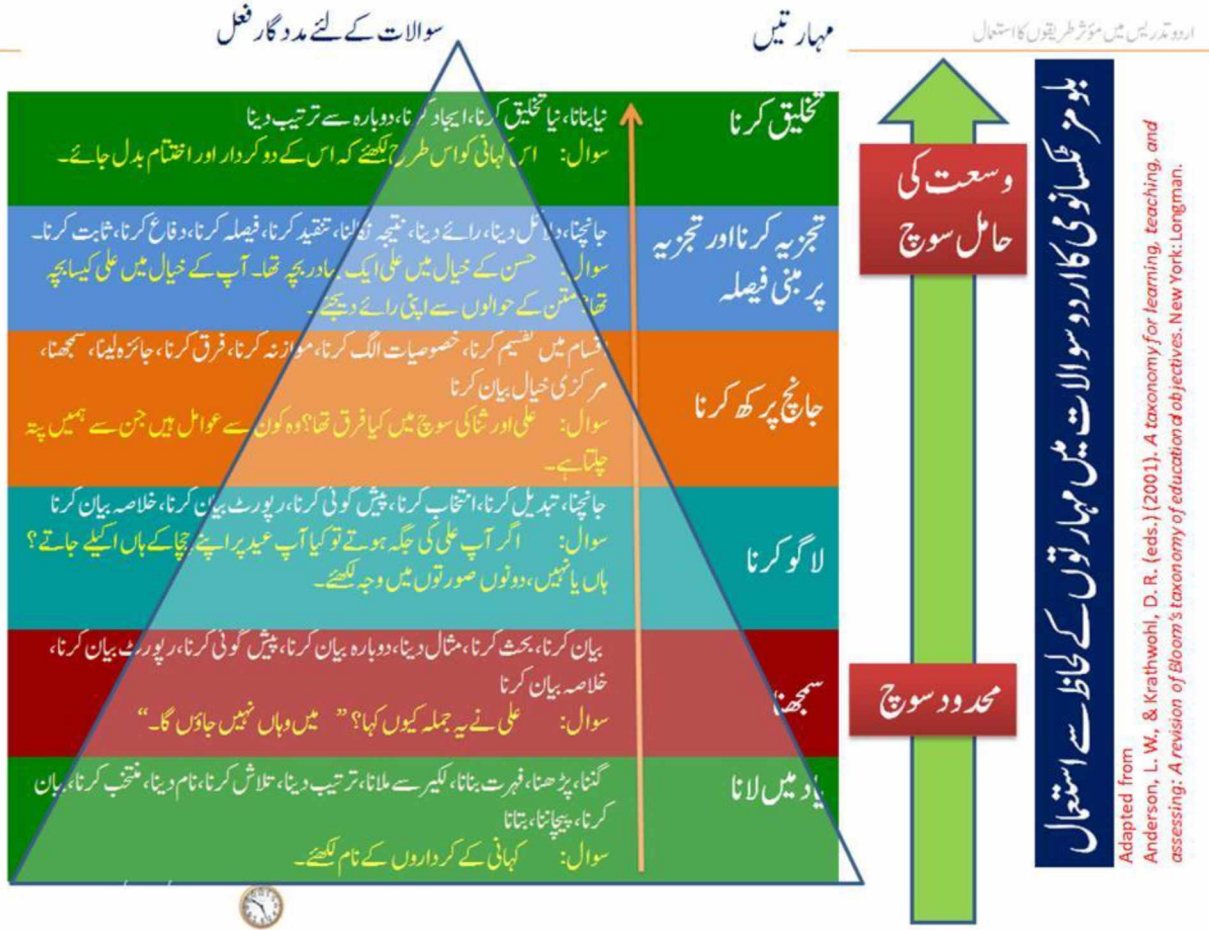 اردو تدریس میں مؤثر طریقوں کا استعمال
مہارتیں
سوالات کے لئے مددگار فعل
بلومز ٹکسانومی کا اردو سوالات میں مہارتوں کے لحاظ سے استعمال
وسعت کی
حامل سوچ
محدود سوچ
تخلیق کرنا
نیا بنانا، نیا تخلیق کرنا، ایجاد کرنا، دوبارہ سے ترتیب دینا
سوال: اس کہانی کو اس طرح لکھئے کہ اس کے دو کردار اور اختتام بدل جائے۔
تجزیہ کرنا اور تجزیہ
پر مبنی فیصلہ
جانچنا، دلائل دینا، رائے دینا، نتیجہ نکالنا، تنقید کرنا، فیصلہ کرنا، دفاع کرنا، ثابت کرنا۔
سوال: حسن کے خیال میں علی ایک بہادر بچہ تھا۔ آپ کے خیال میں علی کیسا بچہ
تھا؟ متن کے حوالوں سے اپنی رائے دیجئے۔
جانچ پرکھ کرنا
اقسام میں تقسیم کرنا، خصوصیات الگ کرنا، موازنہ کرنا، فرق کرنا، جائزہ لینا، سمجھنا،
مرکزی خیال بیان کرنا
سوال: علی اور ثنا کی سوچ میں کیا فرق تھا؟ وہ کون سے عوامل ہیں جن سے ہمیں پتہ
چلتا ہے۔
لاگو کرنا
جانچنا، تبدیل کرنا، انتخاب کرنا، پیش گوئی کرنا، رپورٹ بیان کرنا، خلاصہ بیان کرنا
سوال: اگر آپ علی کی جگہ ہوتے تو کیا آپ عید پر اپنے چچا کے ہاں اکیلے جاتے؟
ہاں یا نہیں، دونوں صورتوں میں وجہ لکھئے۔
سمجھنا
بیان کرنا، بحث کرنا، مثال دینا، دوبارہ بیان کرنا، پیش گوئی کرنا، رپورٹ بیان کرنا،
خلاصہ بیان کرنا
سوال: علی نے یہ جملہ کیوں کہا؟ ” میں وہاں نہیں جاؤں گا۔“
یاد میں لانا
گننا، پڑھنا، فہرت بنانا، لکیر سے ملانا، ترتیب دینا، تلاش کرنا، نام دینا، منتخب کرنا، بیان
کرنا، پہچاننا، بتانا
سوال: کہانی کے کرداروں کے نام لکھئے۔
Adapted from
Anderson, L. W., & Krathwohl, D. R. (eds.) (2001). A taxonomy for learning, teaching, and
assessing: A revision of Bloom's taxonomy of educationd objectives. New York: Longman.